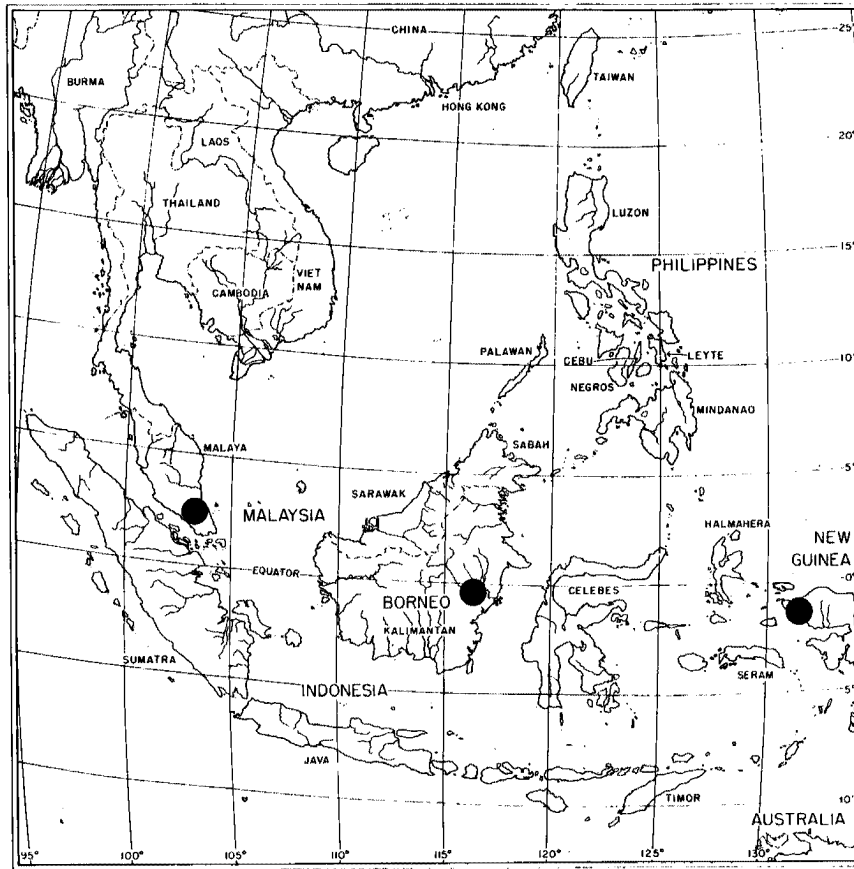 CHINA
25°
BURMA
TAIWAN
HONG KONG
20°
LAOS
THAILAND
LUZON
15°
PHILIPPINES
VIET
NAM
CAMBODIA
PALAWAN
CEBU
LEYTE
10°
NEGROS
MINDANAO
SABAH
MALAYA
5°
SARAWAK
MALAYSIA
HALMAHERA
NEW
GUINEA
EQUATOR
0°
BORNEO
CELEBES
KALIMANTAN
SUMATRA
SERAM
INDONESIA
5°
JAVA
TIMOR
10°
AUSTRALIA
95° 100° 105° 110° 115° 120° 125° 130°